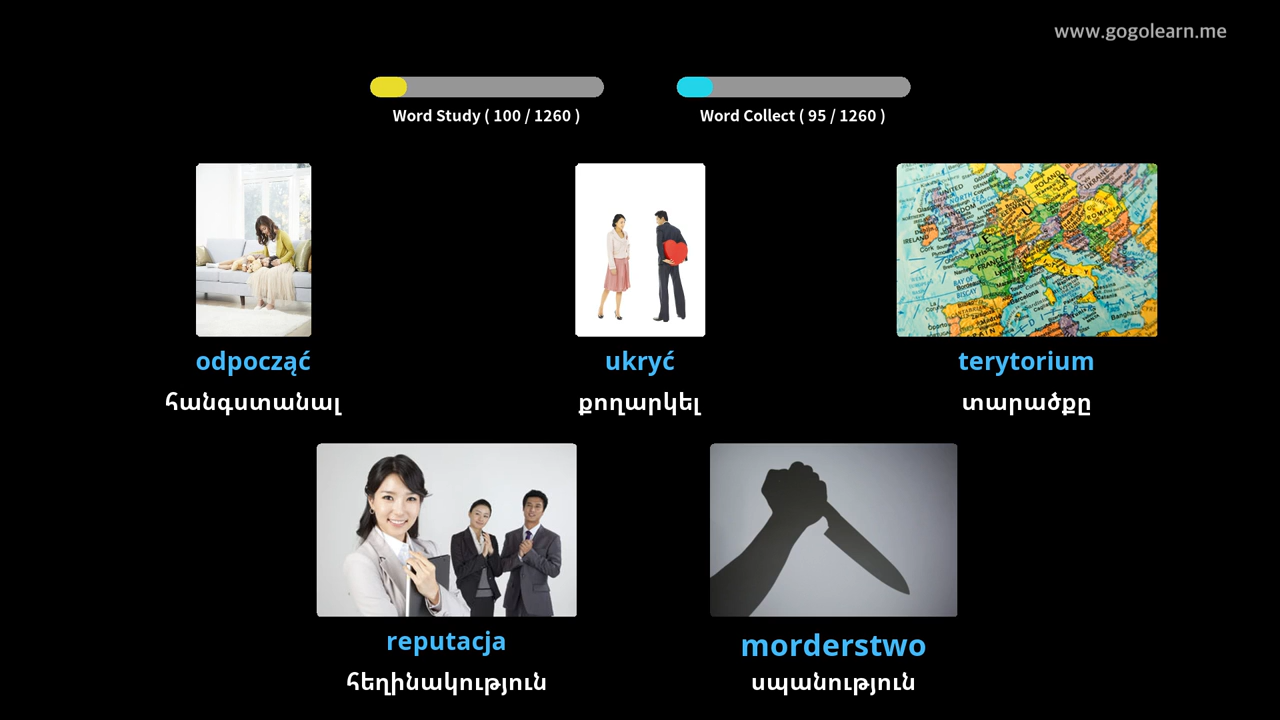 www.gogolearn.me
Word Study ( 100 / 1260 )
Word Collect ( 95 / 1260 )
odpocząć
հանգստանալ
ukryć
քողարկել
terytorium
տարածքը
reputacja
հեղինակություն
morderstwo
սպանություն